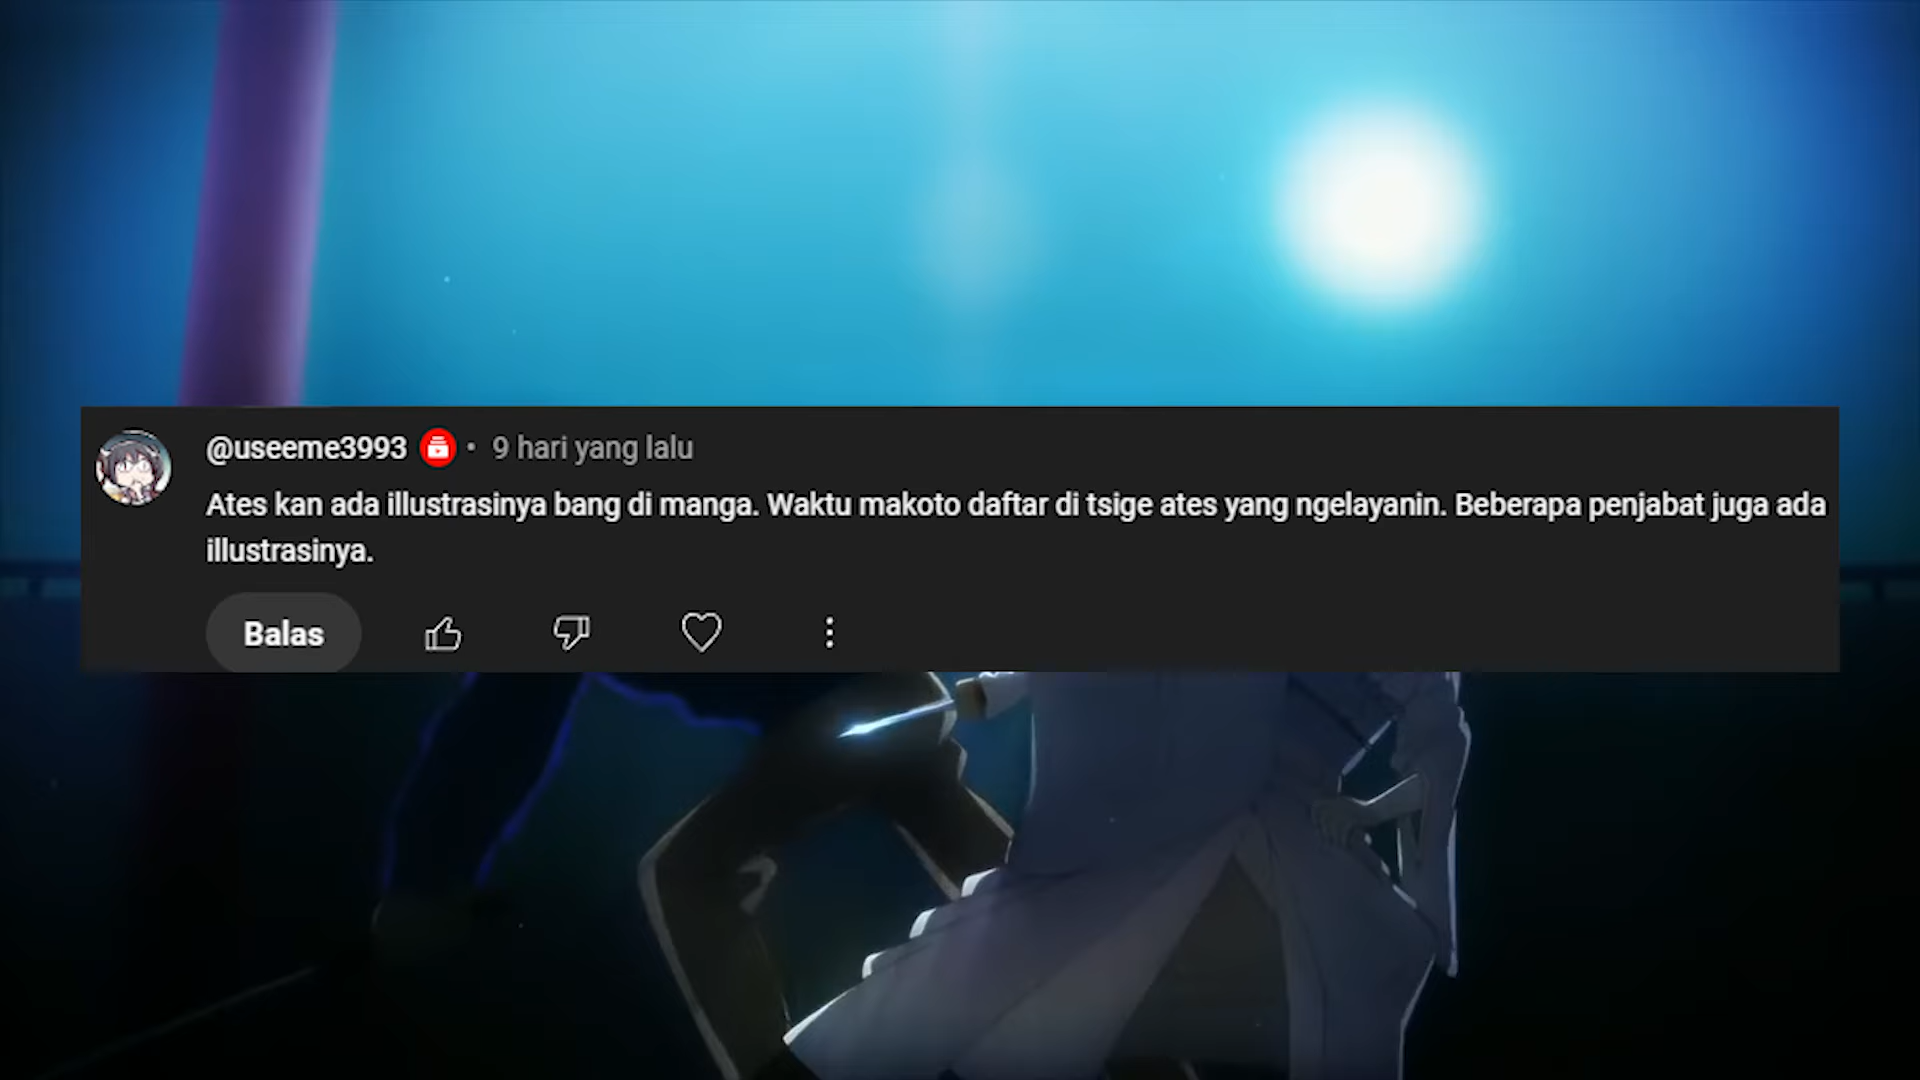 @useeme3993 • 9 hari yang lalu
Ates kan ada illustrasinya bang di manga. Waktu makoto daftar di tsige ates yang ngelayanin. Beberapa penjabat juga ada
illustrasinya.
Balas